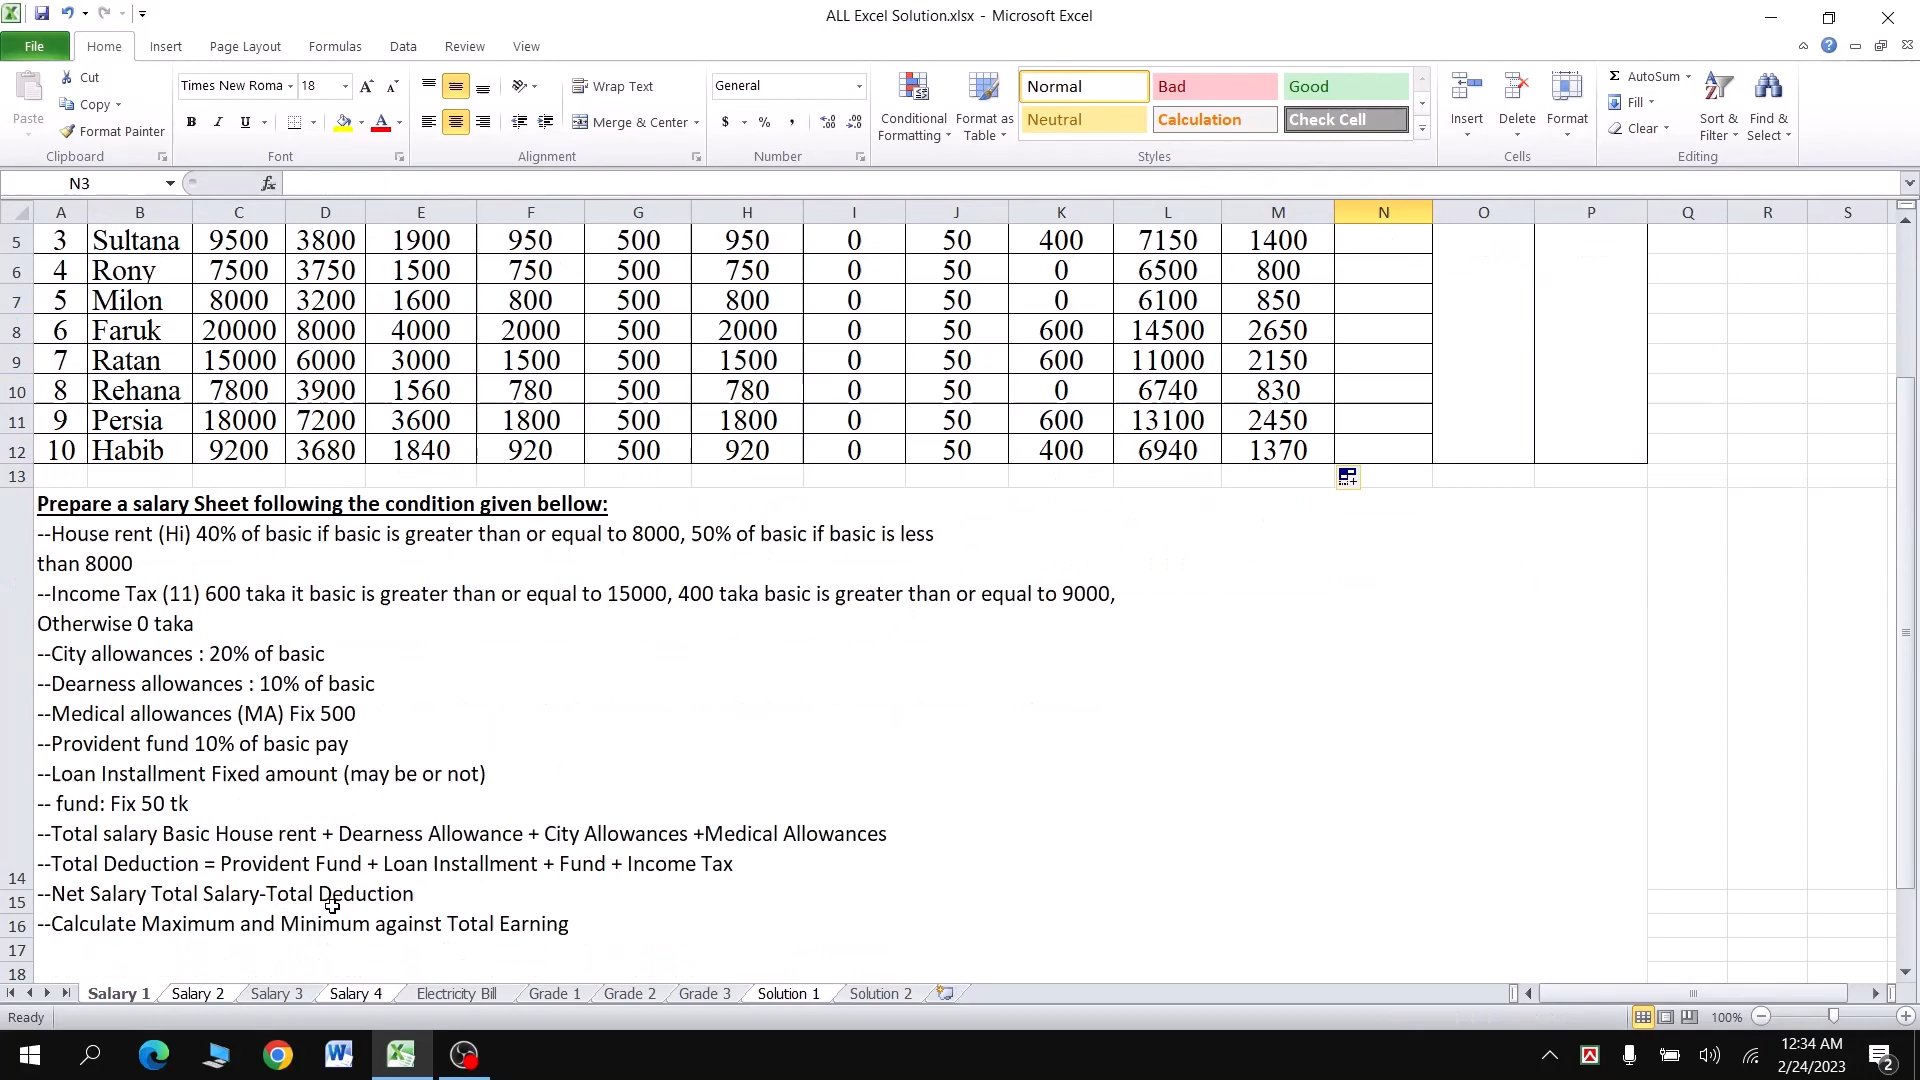 ALL Excel Solution.xlsx - Microsoft Excel
File Home Insert Page Layout Formulas Data Review View
Paste Cut Copy Format Painter
Times New Roma 18
B I U
Wrap Text
Merge & Center
General
$ % ,
Conditional Formatting Format as Table
Normal Bad Good
Neutral Calculation Check Cell
Insert Delete Format
Σ AutoSum Fill Clear
Sort & Filter Find & Select
Clipboard Font Alignment Number Styles Cells Editing
N3 fx
A B C D E F G H I J K L M N O P Q R S
5 3 Sultana 9500 3800 1900 950 500 950 0 50 400 7150 1400
6 4 Rony 7500 3750 1500 750 500 750 0 50 0 6500 800
7 5 Milon 8000 3200 1600 800 500 800 0 50 0 6100 850
8 6 Faruk 20000 8000 4000 2000 500 2000 0 50 600 14500 2650
9 7 Ratan 15000 6000 3000 1500 500 1500 0 50 600 11000 2150
10 8 Rehana 7800 3900 1560 780 500 780 0 50 0 6740 830
11 9 Persia 18000 7200 3600 1800 500 1800 0 50 600 13100 2450
12 10 Habib 9200 3680 1840 920 500 920 0 50 400 6940 1370
13
Prepare a salary Sheet following the condition given bellow:
--House rent (Hi) 40% of basic if basic is greater than or equal to 8000, 50% of basic if basic is less
than 8000
--Income Tax (11) 600 taka it basic is greater than or equal to 15000, 400 taka basic is greater than or equal to 9000,
Otherwise 0 taka
--City allowances : 20% of basic
--Dearness allowances : 10% of basic
--Medical allowances (MA) Fix 500
--Provident fund 10% of basic pay
--Loan Installment Fixed amount (may be or not)
-- fund: Fix 50 tk
--Total salary Basic House rent + Dearness Allowance + City Allowances +Medical Allowances
--Total Deduction = Provident Fund + Loan Installment + Fund + Income Tax
14
--Net Salary Total Salary-Total Deduction
15
--Calculate Maximum and Minimum against Total Earning
16
17
18
Salary 1 Salary 2 Salary 3 Salary 4 Electricity Bill Grade 1 Grade 2 Grade 3 Solution 1 Solution 2
Ready 100%
12:34 AM
2/24/2023
2